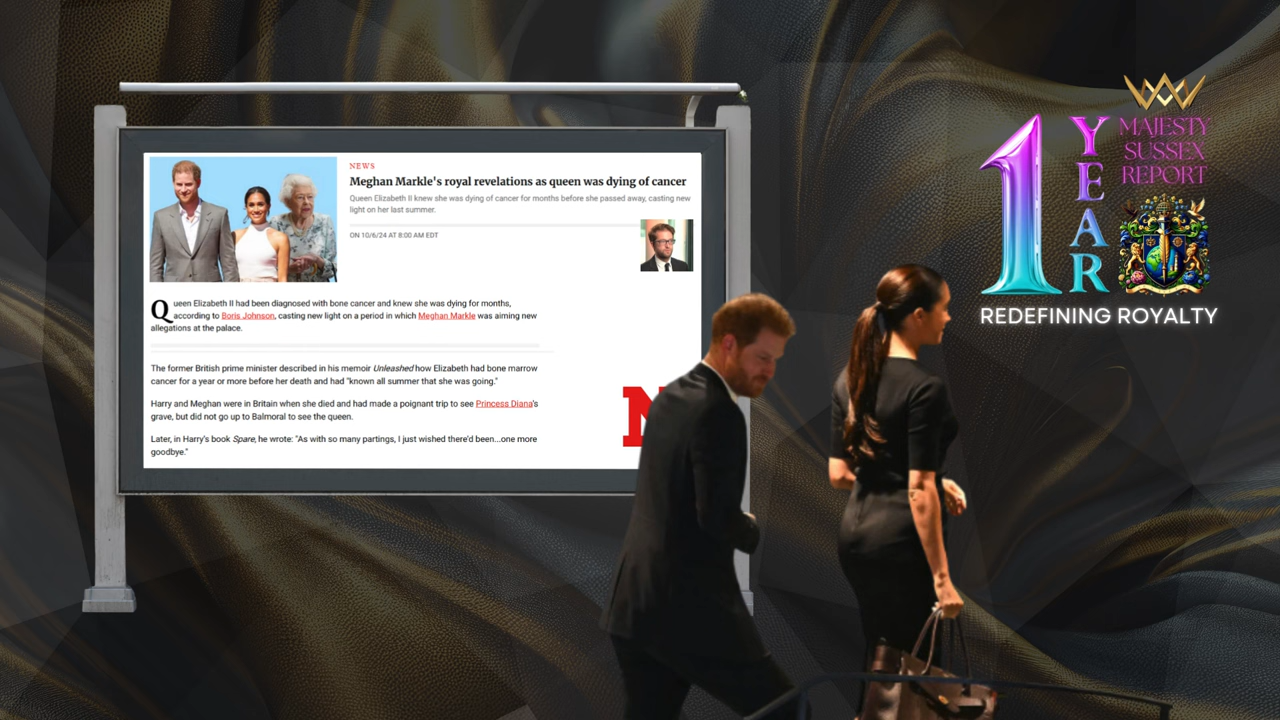 NEWS
Meghan Markle's royal revelations as queen was dying of cancer
Queen Elizabeth II knew she was dying of cancer for months before she passed away, casting new
light on her last summer.
ON 10/6/24 AT 8:00 AM EDT
Queen Elizabeth II had been diagnosed with bone cancer and knew she was dying for months,
according to Boris Johnson, casting new light on a period in which Meghan Markle was aiming new
allegations at the palace.
The former British prime minister described in his memoir Unleashed how Elizabeth had bone marrow
cancer for a year or more before her death and had "known all summer that she was going."
Harry and Meghan were in Britain when she died and had made a poignant trip to see Princess Diana's
grave, but did not go up to Balmoral to see the queen.
Later, in Harry's book Spare, he wrote: "As with so many partings, I just wished there'd been...one more
goodbye."
N
1 YEAR
MAJESTY
SUSSEX
REPORT
REDEFINING ROYALTY